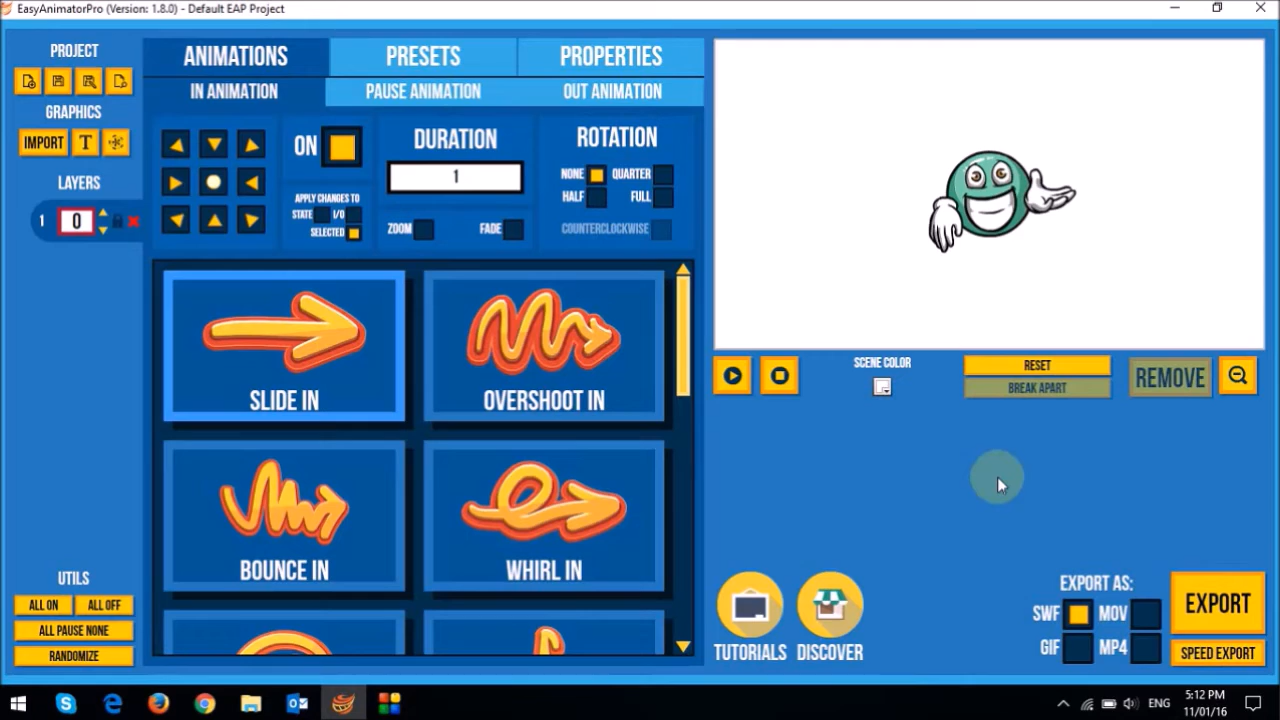 EasyAnimatorPro (Version: 1.8.0) - Default EAP Project
PROJECT
GRAPHICS
IMPORT T
LAYERS
1 0
UTILS
ALL ON ALL OFF
ALL PAUSE NONE
RANDOMIZE
ANIMATIONS PRESETS PROPERTIES
IN ANIMATION PAUSE ANIMATION OUT ANIMATION
ON
APPLY CHANGES TO
STATE I/O
SELECTED
DURATION
1
ZOOM FADE
ROTATION
NONE QUARTER
HALF FULL
COUNTERCLOCKWISE
SLIDE IN OVERSHOOT IN
BOUNCE IN WHIRL IN
SCENE COLOR
RESET
BREAK APART
REMOVE
TUTORIALS DISCOVER
EXPORT AS:
SWF MOV
GIF MP4
EXPORT
SPEED EXPORT
ENG
5:12 PM
11/01/16